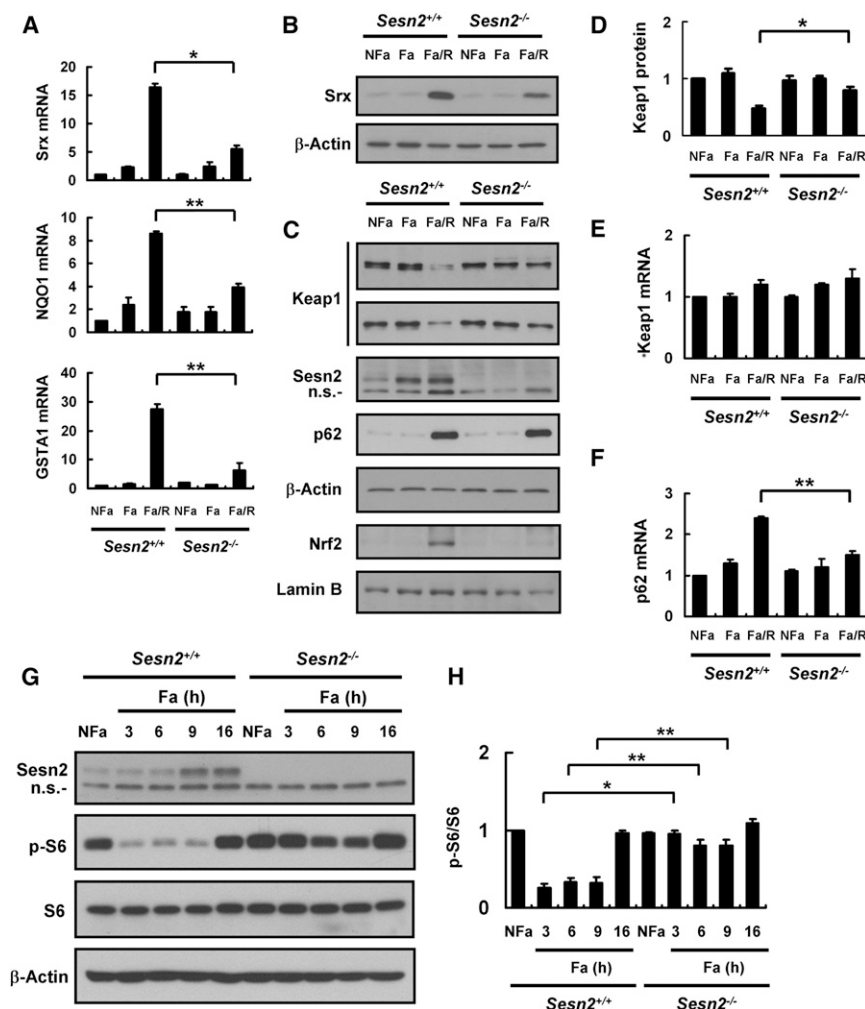 A
Srx mRNA
20
15
10
5
0
*
NQO1 mRNA
10
8
6
4
2
0
**
GSTA1 mRNA
40
30
20
10
0
**
NFa Fa Fa/R NFa Fa Fa/R
Sesn2+/+ Sesn2-/-
B
Sesn2+/+ Sesn2-/-
NFa Fa Fa/R NFa Fa Fa/R
Srx
β-Actin
C
Sesn2+/+ Sesn2-/-
NFa Fa Fa/R NFa Fa Fa/R
Keap1
Sesn2
n.s.-
p62
β-Actin
Nrf2
Lamin B
D
Keap1 protein
2
1
0
*
NFa Fa Fa/R NFa Fa Fa/R
Sesn2+/+ Sesn2-/-
E
Keap1 mRNA
2
1
0
NFa Fa Fa/R NFa Fa Fa/R
Sesn2+/+ Sesn2-/-
F
p62 mRNA
3
2
1
0
**
NFa Fa Fa/R NFa Fa Fa/R
Sesn2+/+ Sesn2-/-
G
Sesn2+/+ Sesn2-/-
Fa (h) Fa (h)
NFa 3 6 9 16 NFa 3 6 9 16
Sesn2
n.s.-
p-S6
S6
β-Actin
H
p-S6/S6
2
1
0
**
**
*
NFa 3 6 9 16 NFa 3 6 9 16
Fa (h) Fa (h)
Sesn2+/+ Sesn2-/-